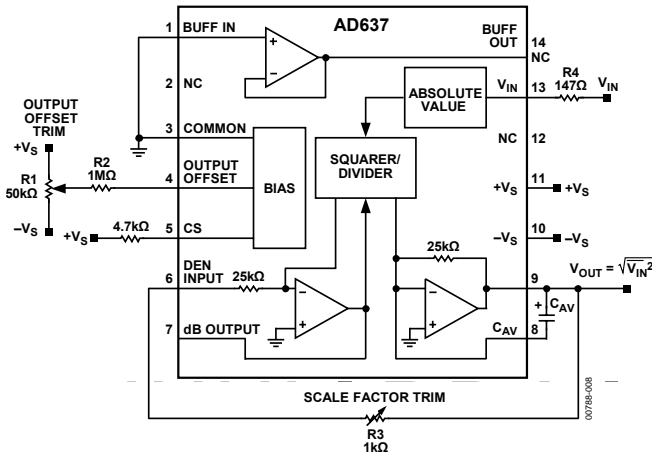 AD637
1 BUFF IN
BUFF
OUT 14
NC
2 NC
ABSOLUTE
VALUE
V_IN 13
R4
147Ω
V_IN
OUTPUT
OFFSET
TRIM
+V_S
R1
50kΩ
−V_S
3 COMMON
R2
1MΩ
4 OUTPUT
OFFSET
BIAS
SQUARER/
DIVIDER
NC 12
11
+V_S +V_S
10
−V_S −V_S
+V_S
4.7kΩ
5 CS
6 DEN
INPUT
25kΩ
25kΩ
9
V_OUT = √V_IN²
+ C_AV
7 dB OUTPUT
C_AV 8
SCALE FACTOR TRIM
R3
1kΩ
00788-008